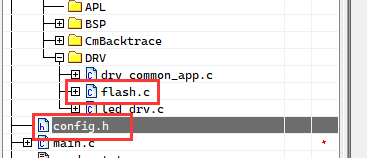 APL
BSP
CmBacktrace
DRV
drv_common_app.c
flash.c
led_drv.c
config.h
main.c